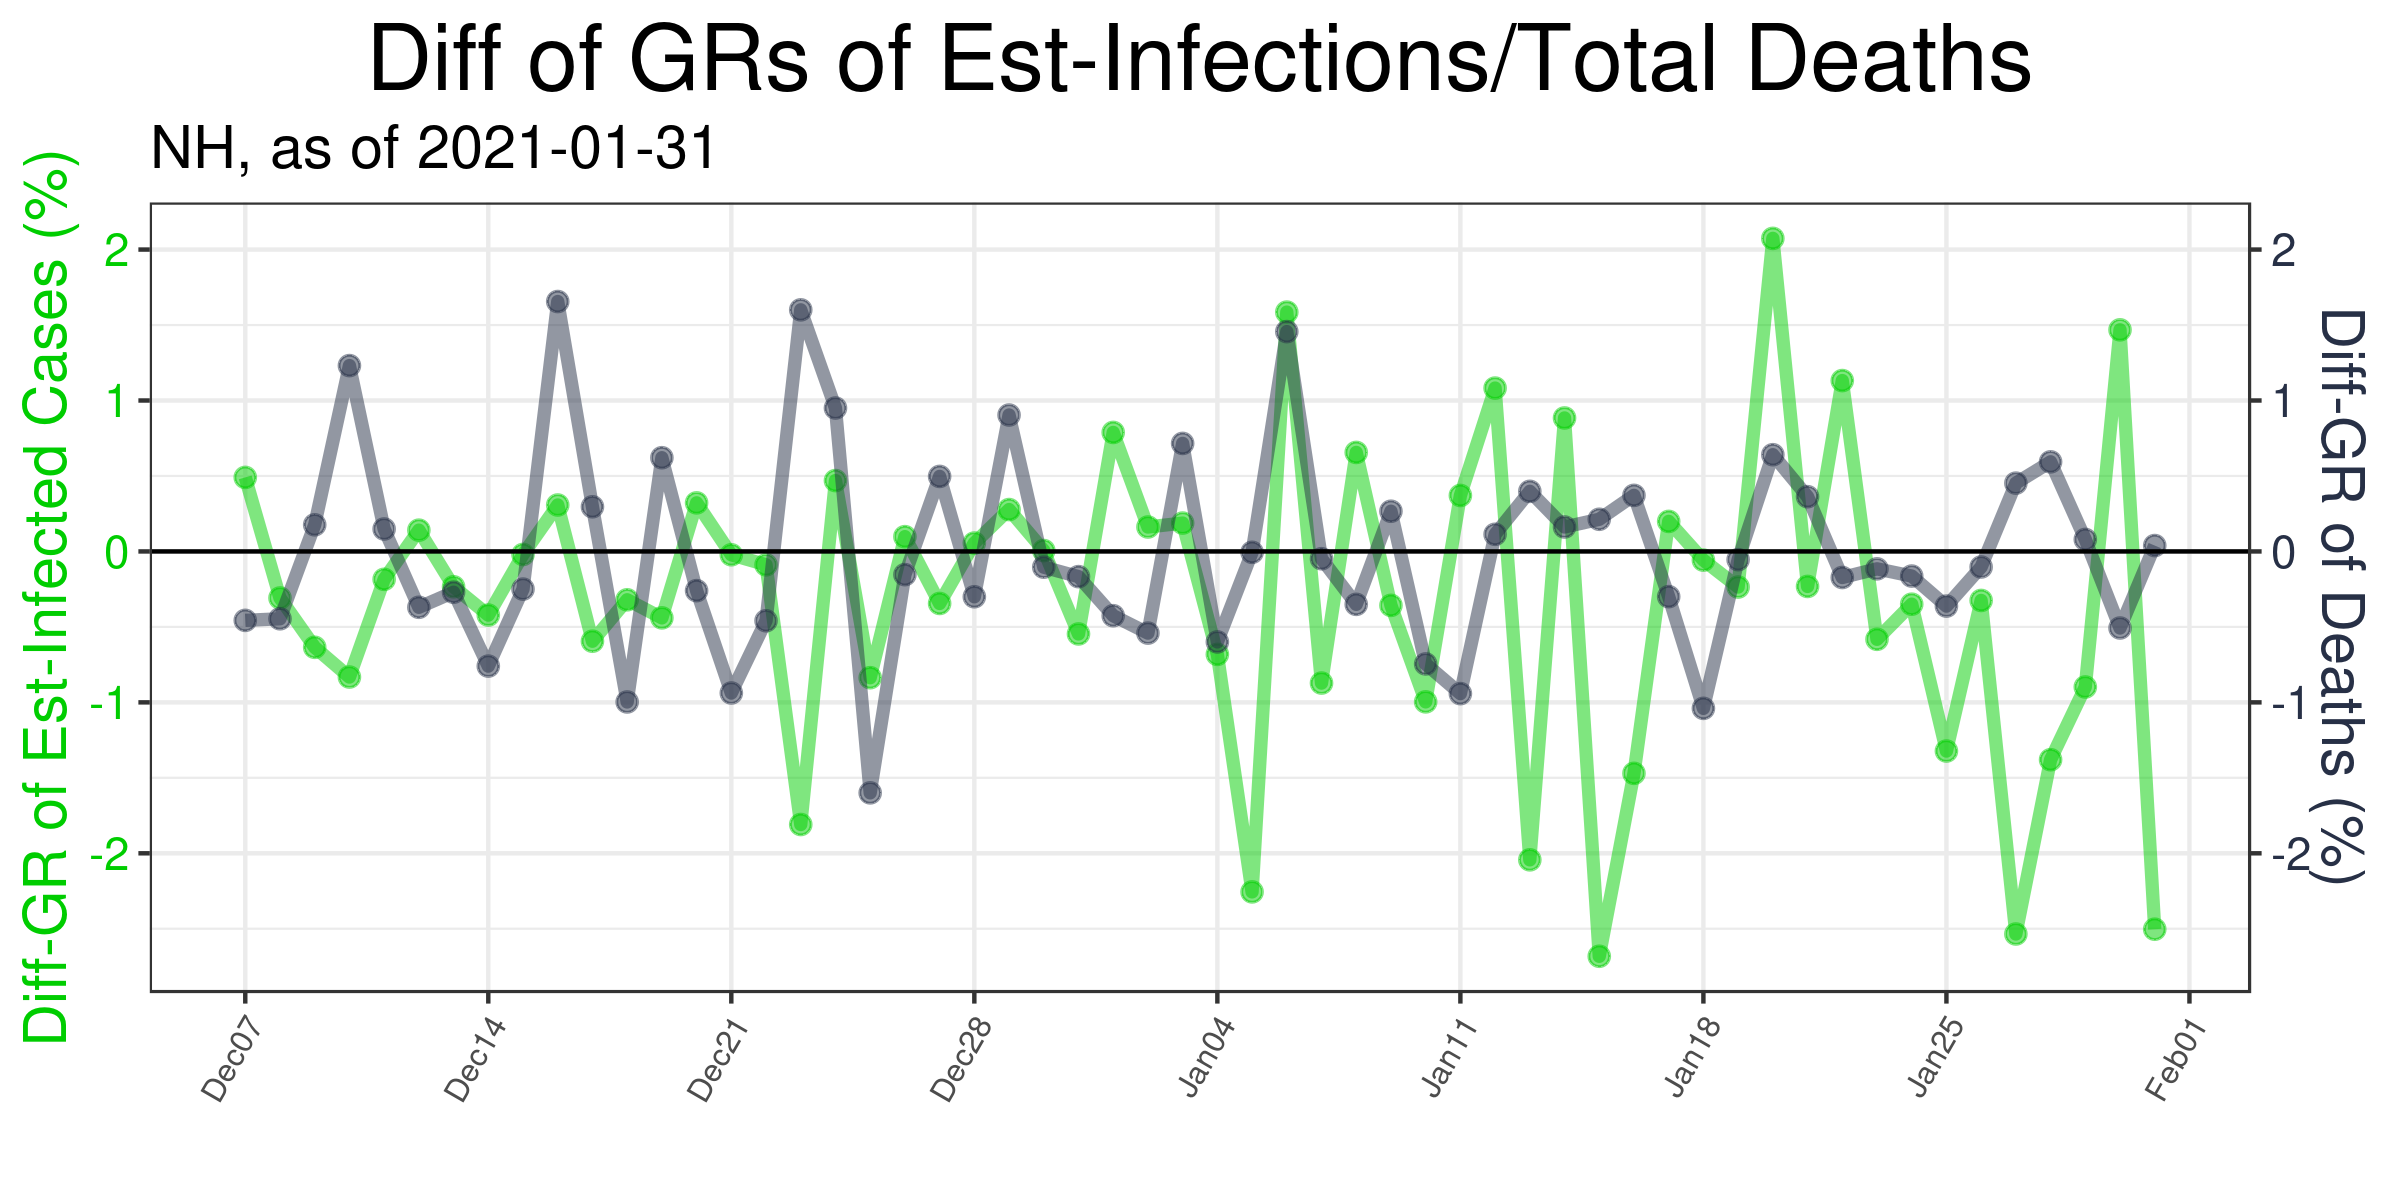 Diff of GRs of Est-Infections/Total Deaths
NH, as of 2021-01-31
Diff-GR of Est-Infected Cases (%)
2
1
0
-1
-2
2
1
0
-1
-2
Diff-GR of Deaths (%)
Dec07
Dec14
Dec21
Dec28
Jan04
Jan11
Jan18
Jan25
Feb01